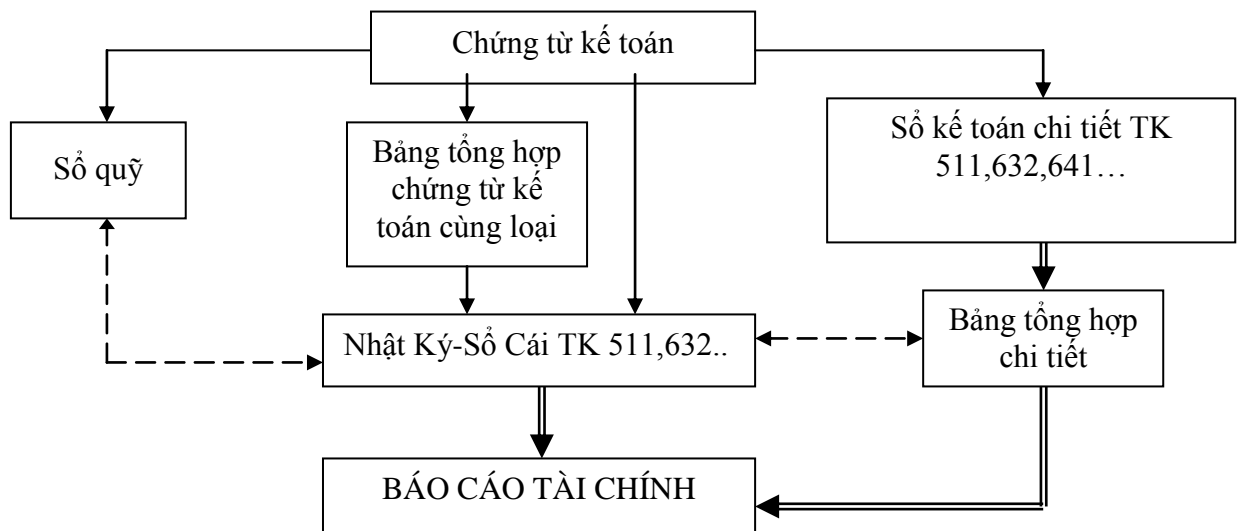 Chứng từ kế toán
Sổ quỹ
Bảng tổng hợp
chứng từ kế
toán cùng loại
Sổ kế toán chi tiết TK
511,632,641…
Nhật Ký-Sổ Cái TK 511,632..
Bảng tổng hợp
chi tiết
BÁO CÁO TÀI CHÍNH